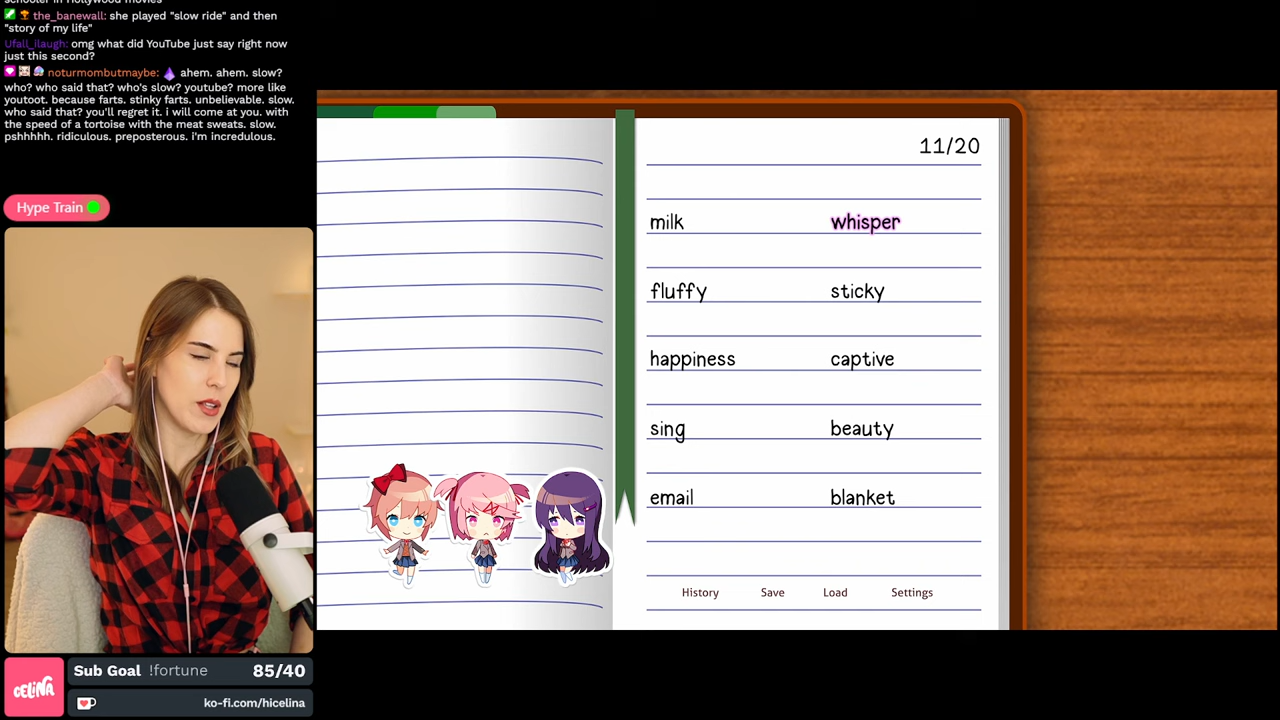 schooler in Hollywood movies
the_banewall: she played "slow ride" and then
"story of my life"
Ufall_ilaugh: omg what did YouTube just say right now
just this second?
noturmombutmaybe: ahem. ahem. slow?
who? who said that? who's slow? youtube? more like
youtoot. because farts. stinky farts. unbelievable. slow.
who said that? you'll regret it. i will come at you. with
the speed of a tortoise with the meat sweats. slow.
pshhhhh. ridiculous. preposterous. i'm incredulous.
Hype Train
11/20
milk whisper
fluffy sticky
happiness captive
sing beauty
email blanket
History Save Load Settings
CELINA
Sub Goal !fortune 85/40
ko-fi.com/hicelina